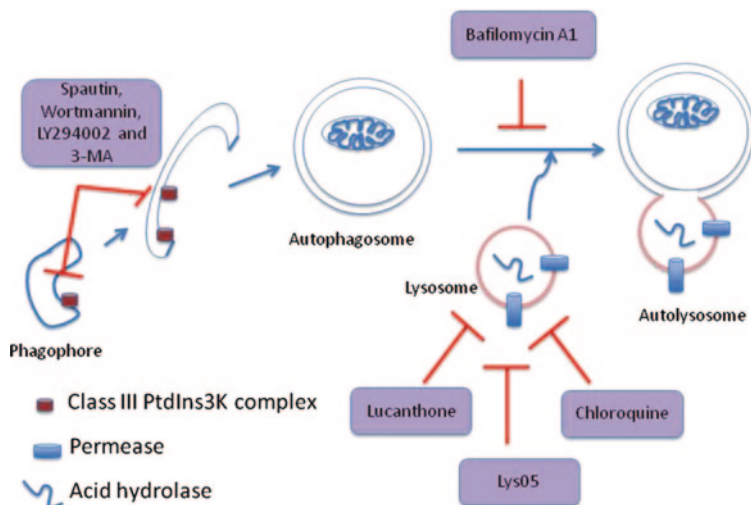 Bafilomycin A1
Spautin,
Wortmannin,
LY294002 and
3-MA
Autophagosome
Lysosome
Autolysosome
Phagophore
Class III PtdIns3K complex
Lucanthone
Chloroquine
Permease
Lys05
Acid hydrolase